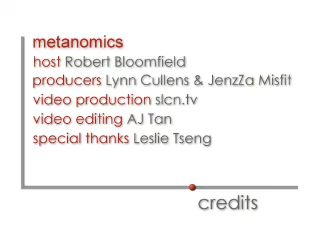 metanomics
host Robert Bloomfield
producers Lynn Cullens & JenzZa Misfit
video production slcn.tv
video editing AJ Tan
special thanks Leslie Tseng
credits